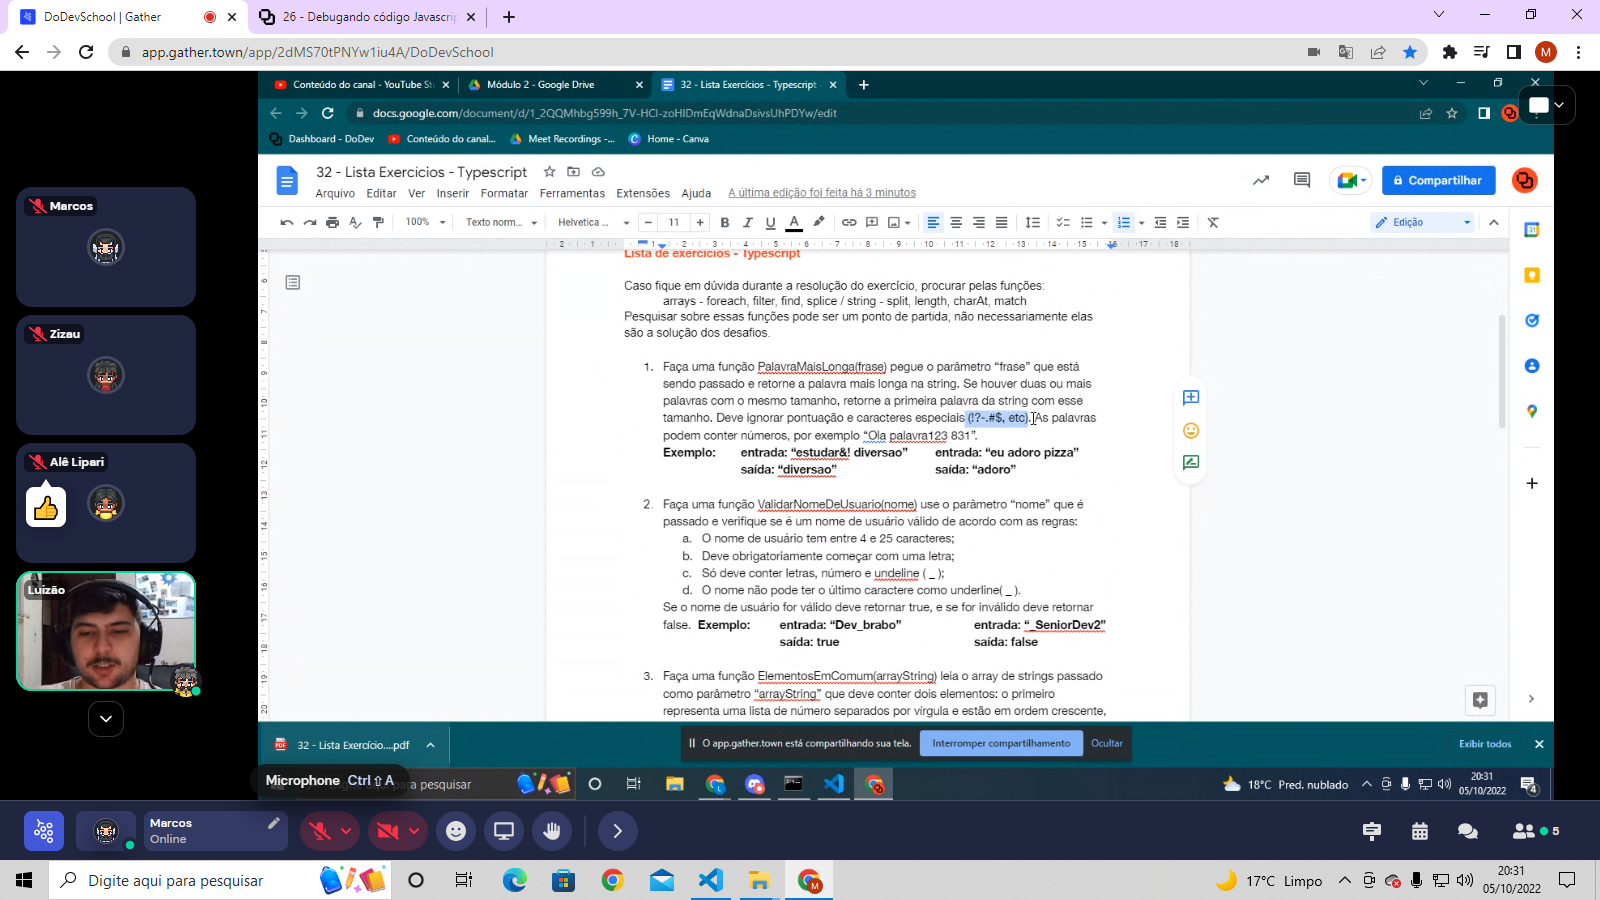 DoDevSchool | Gather
26 - Debugando código Javascrip
app.gather.town/app/2dMS70tPNYw1iu4A/DoDevSchool
M
Conteúdo do canal - YouTube St
Módulo 2 - Google Drive
32 - Lista Exercícios - Typescript
docs.google.com/document/d/1_2QQMhbg599h_7V-HCl-zoHIDmEqWdnaDsivsUhPDYw/edit
Dashboard - DoDev
Conteúdo do canal...
Meet Recordings -...
Home - Canva
32 - Lista Exercicios - Typescript
Arquivo Editar Ver Inserir Formatar Ferramentas Extensões Ajuda
A última edição foi feita há 3 minutos
Compartilhar
100%
Texto norm...
Helvetica ...
11
Edição
Lista de exercícios - Typescript
Caso fique em dúvida durante a resolução do exercício, procurar pelas funções:
arrays - foreach, filter, find, splice / string - split, length, charAt, match
Pesquisar sobre essas funções pode ser um ponto de partida, não necessariamente elas
são a solução dos desafios.
1. Faça uma função PalavraMaisLonga(frase) pegue o parâmetro “frase” que está
sendo passado e retorne a palavra mais longa na string. Se houver duas ou mais
palavras com o mesmo tamanho, retorne a primeira palavra da string com esse
tamanho. Deve ignorar pontuação e caracteres especiais (!?-.#$, etc). As palavras
podem conter números, por exemplo “Ola palavra123 831”.
Exemplo: entrada: “estudar&! diversao” entrada: “eu adoro pizza”
saída: “diversao” saída: “adoro”
2. Faça uma função ValidarNomeDeUsuario(nome) use o parâmetro “nome” que é
passado e verifique se é um nome de usuário válido de acordo com as regras:
a. O nome de usuário tem entre 4 e 25 caracteres;
b. Deve obrigatoriamente começar com uma letra;
c. Só deve conter letras, número e undeline ( _ );
d. O nome não pode ter o último caractere como underline( _ ).
Se o nome de usuário for válido deve retornar true, e se for inválido deve retornar
false. Exemplo: entrada: “Dev_brabo” entrada: “_SeniorDev2”
saída: true saída: false
3. Faça uma função ElementosEmComum(arrayString) leia o array de strings passado
como parâmetro “arrayString” que deve conter dois elementos: o primeiro
representa uma lista de número separados por vírgula e estão em ordem crescente,
Marcos
Zizau
Alê Lipari
Luizão
32 - Lista Exercício....pdf
O app.gather.town está compartilhando sua tela.
Interromper compartilhamento
Ocultar
Exibir todos
Microphone Ctrl⇧A
Digite aqui para pesquisar
18°C Pred. nublado
20:31
05/10/2022
4
Marcos
Online
5
Digite aqui para pesquisar
17°C Limpo
20:31
05/10/2022